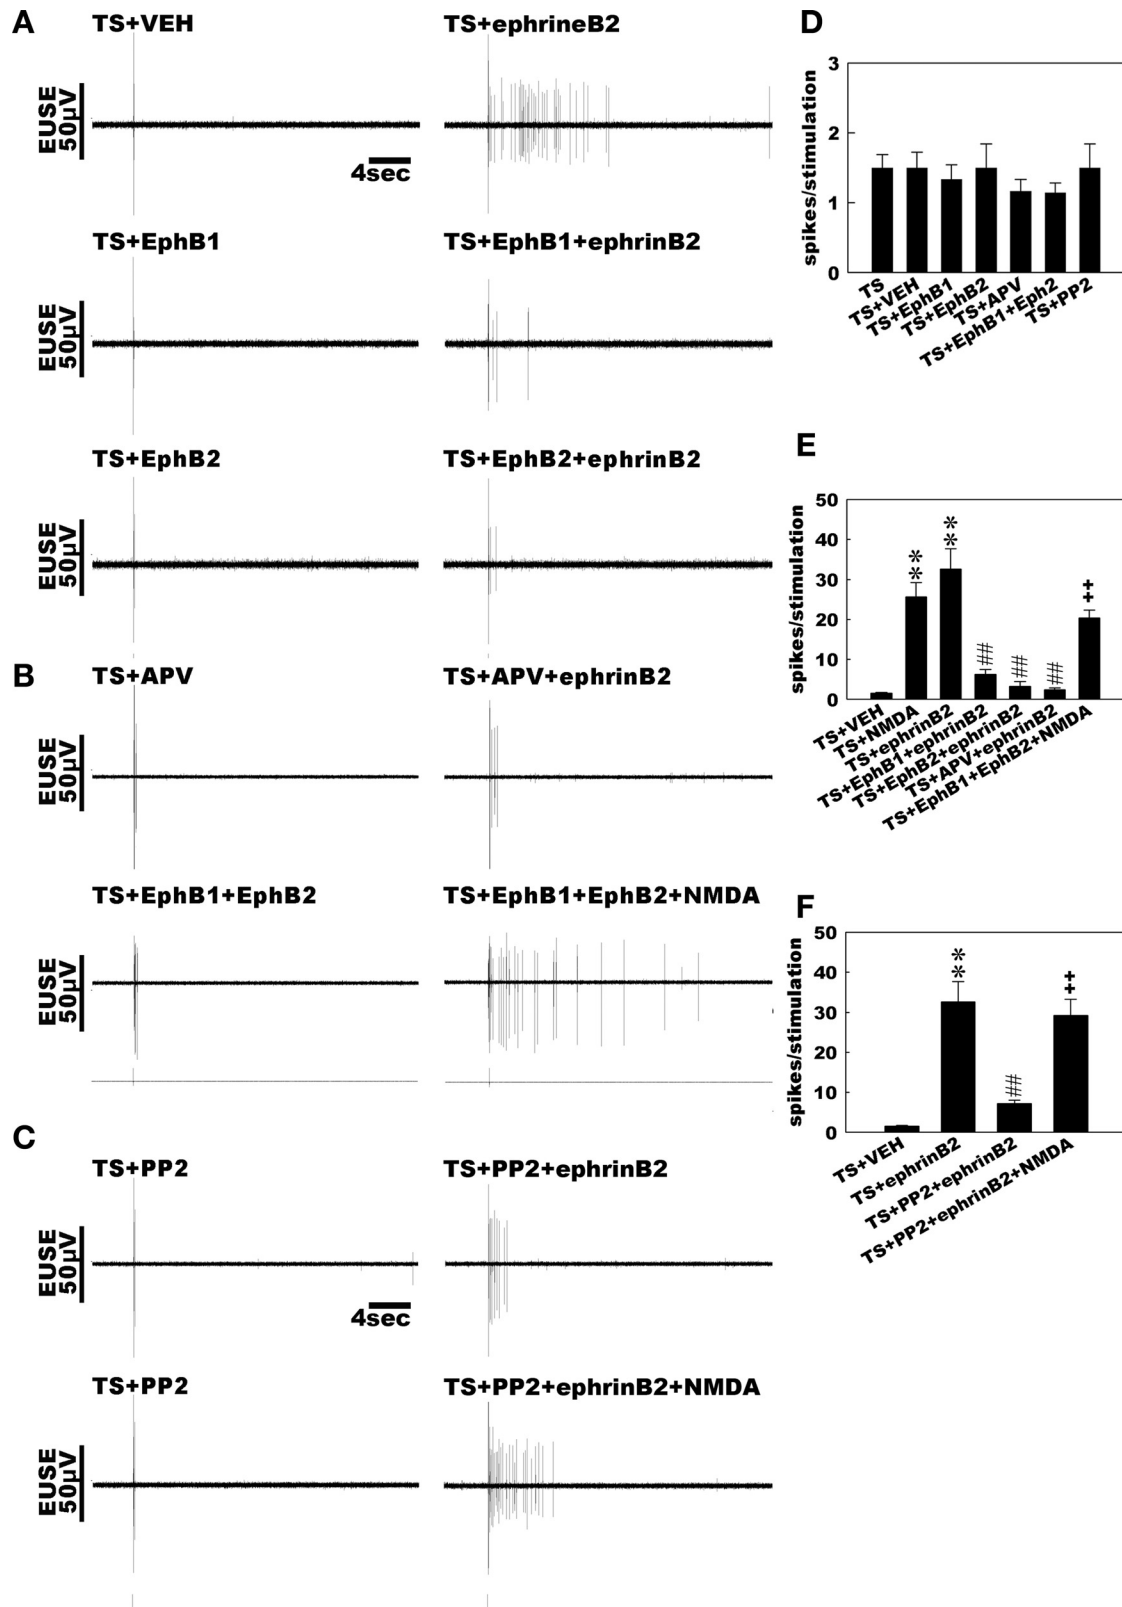 A
TS+VEH
TS+ephrineB2
EUSE
50µV
4sec
TS+EphB1
TS+EphB1+ephrinB2
EUSE
50µV
TS+EphB2
TS+EphB2+ephrinB2
EUSE
50µV
B
TS+APV
TS+APV+ephrinB2
EUSE
50µV
TS+EphB1+EphB2
TS+EphB1+EphB2+NMDA
EUSE
50µV
C
TS+PP2
TS+PP2+ephrinB2
EUSE
50µV
4sec
TS+PP2
TS+PP2+ephrinB2+NMDA
EUSE
50µV
D
spikes/stimulation
3
2
1
0
TS
TS+VEH
TS+EphB1
TS+EphB2
TS+APV
TS+EphB1+Eph2
TS+PP2
E
spikes/stimulation
50
40
30
20
10
0
**
**
##
##
##
++
TS+VEH
TS+NMDA
TS+ephrinB2
TS+EphB1+ephrinB2
TS+EphB2+ephrinB2
TS+APV+ephrinB2
TS+EphB1+EphB2+NMDA
F
spikes/stimulation
50
40
30
20
10
0
**
##
++
TS+VEH
TS+ephrinB2
TS+PP2+ephrinB2
TS+PP2+ephrinB2+NMDA